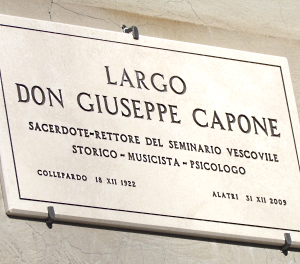 LARGO
DON GIUSEPPE CAPONE
SACERDOTE-RETTORE DEL SEMINARIO VESCOVILE
STORICO-MUSICISTA-PSICOLOGO
COLLEPARDO 18 XII 1922 ALATRI 31 XII 2009